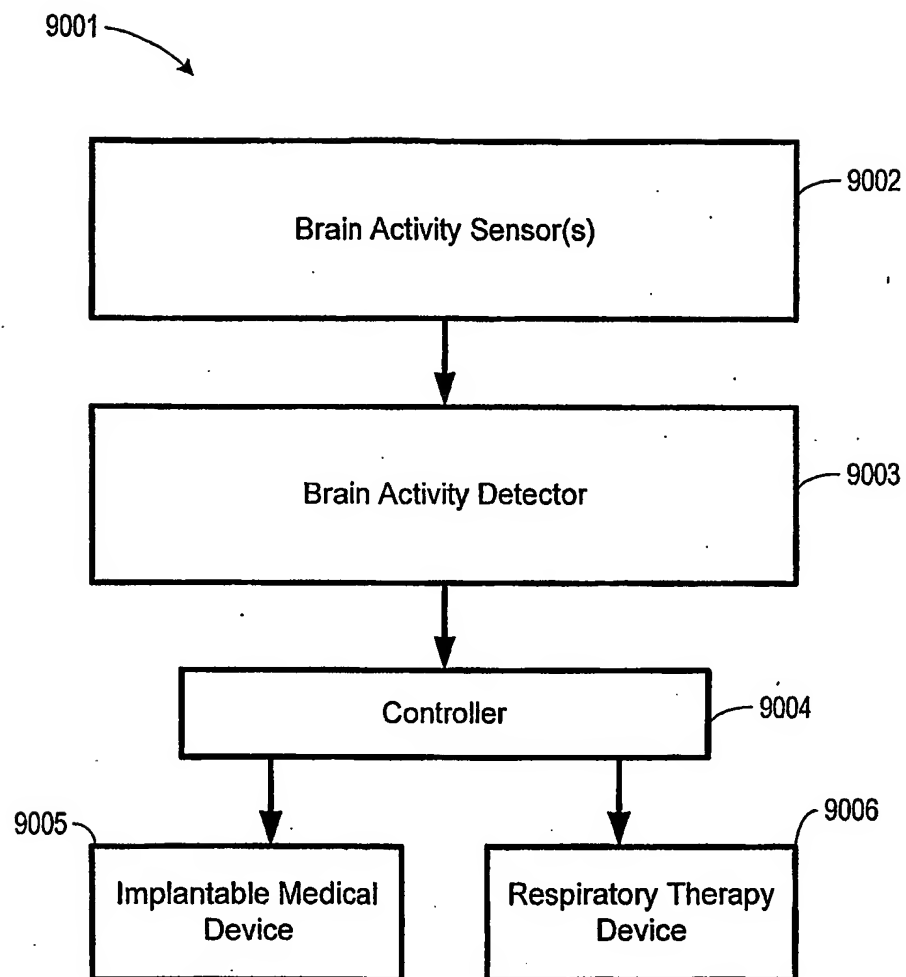 9001
9002
Brain Activity Sensor(s)
9003
Brain Activity Detector
Controller
9004
9005
9006
Implantable Medical
Device
Respiratory Therapy
Device